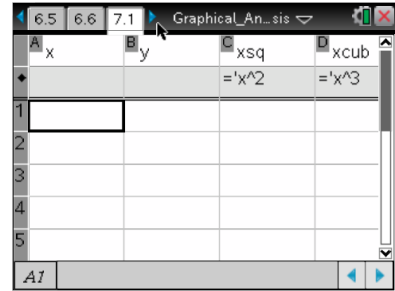 6.5 6.6 7.1 Graphical_An...sis
A x B y C xsq D xcub
='x^2 ='x^3
1
2
3
4
5
A1